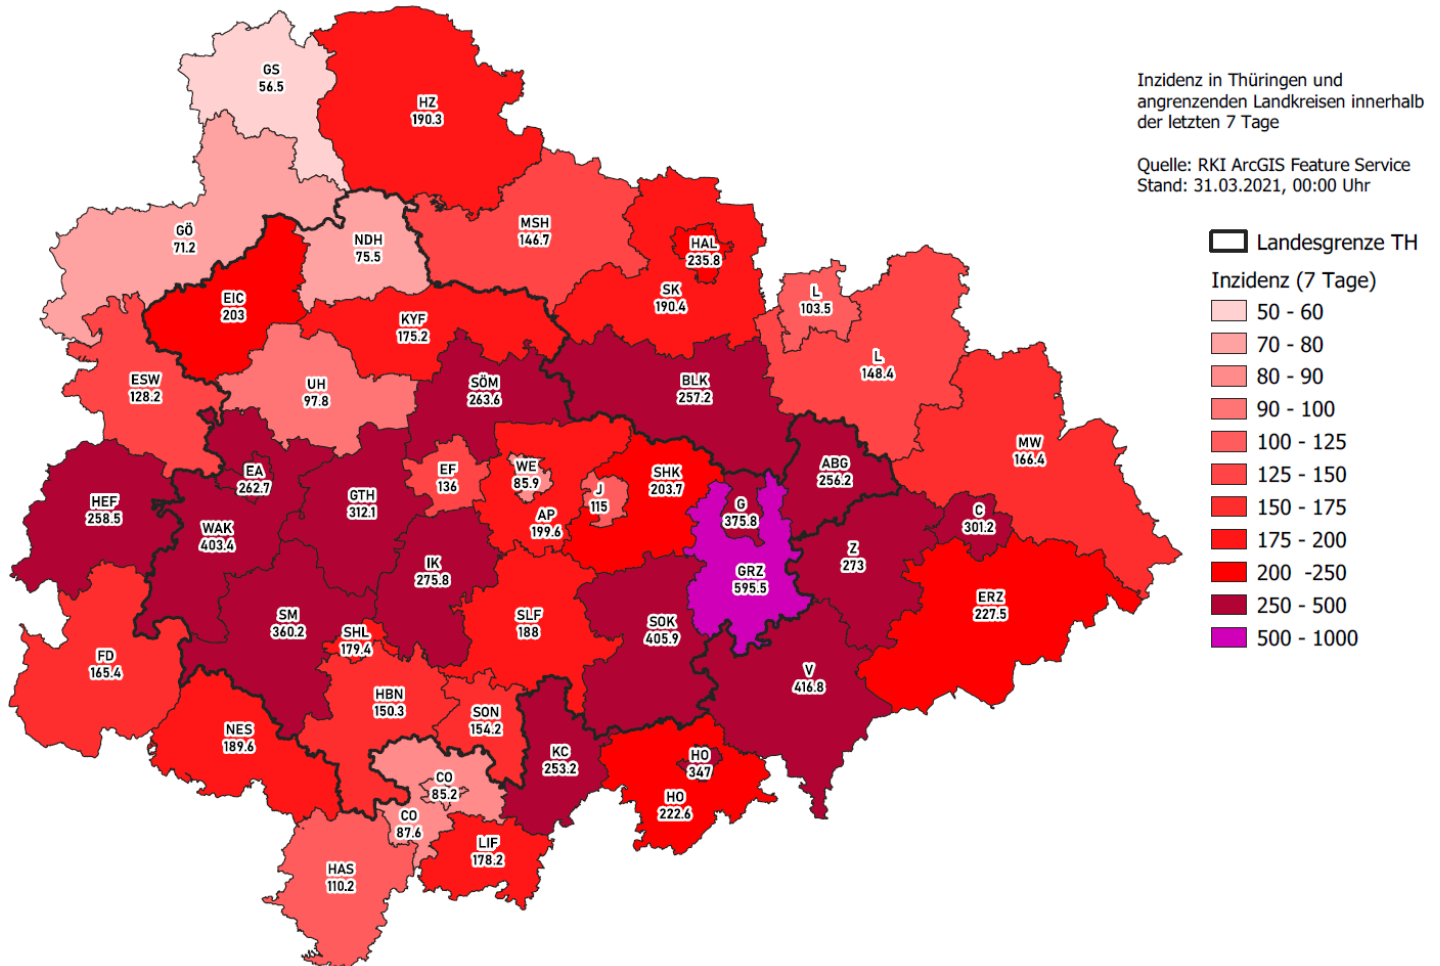 Inzidenz in Thüringen und
angrenzenden Landkreisen innerhalb
der letzten 7 Tage
Quelle: RKI ArcGIS Feature Service
Stand: 31.03.2021, 00:00 Uhr
Landesgrenze TH
Inzidenz (7 Tage)
50 - 60
70 - 80
80 - 90
90 - 100
100 - 125
125 - 150
150 - 175
175 - 200
200 -250
250 - 500
500 - 1000
GS
56.5
HZ
190.3
GÖ
71.2
NDH
75.5
MSH
146.7
HAL
235.8
SK
190.4
L
103.5
EIC
203
KYF
175.2
L
148.4
ESW
128.2
UH
97.8
SÖM
263.6
BLK
257.2
MW
166.4
HEF
258.5
EA
262.7
GTH
312.1
EF
136
WE
85.9
J
115
SHK
203.7
ABG
256.2
G
375.8
C
301.2
WAK
403.4
AP
199.6
IK
275.8
GRZ
595.5
Z
273
ERZ
227.5
SM
360.2
SHL
179.4
SLF
188
SOK
405.9
FD
165.4
V
416.8
HBN
150.3
SON
154.2
NES
189.6
KC
253.2
HO
347
HO
222.6
CO
85.2
CO
87.6
LIF
178.2
HAS
110.2